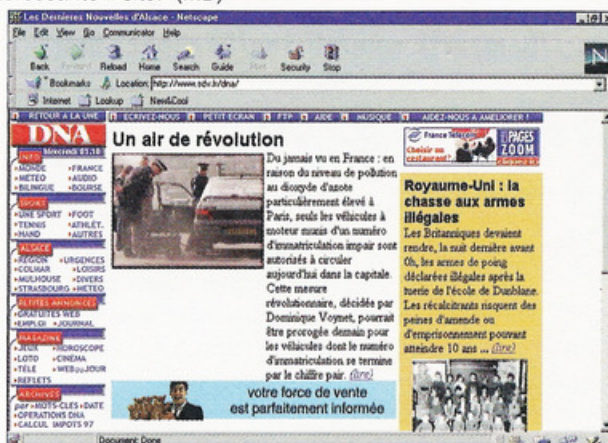 Les Dernieres Nouvelles d'Alsace - Netscape
File Edit View Go Communicator Help
Back Forward Reload Home Search Guide Print Security Stop
Bookmarks Location: http://www.sdv.fr/dna/
Internet Lookup New&Cool
RETOUR A LA UNE ECRIVEZ-NOUS PETIT ECRAN FTP AIDE MUSIQUE AIDEZ-NOUS A AMELIORER !
DNA
Mercredi 01.10
INFO
MONDE FRANCE
METEO AUDIO
BILINGUE BOURSE
SPORT
UNE SPORT FOOT
TENNIS ATHLET.
HAND AUTRES
ALSACE
REGION URGENCES
COLMAR LOISIRS
MULHOUSE DIVERS
STRASBOURG METEO
PETITES ANNONCES
GRATUITES WEB
EMPLOI JOURNAL
MAGAZINE
JEUX HOROSCOPE
LOTO CINEMA
TELE WEB DU JOUR
REFLETS
ARCHIVES
par MOTS-CLES DATE
OPERATIONS DNA
CALCUL IMPOTS 97
Un air de révolution
Du jamais vu en France : en
raison du niveau de pollution
au dioxyde d'azote
particulièrement élevé à
Paris, seuls les véhicules à
moteur munis d'un numéro
d'immatriculation impair sont
autorisés à circuler
aujourd'hui dans la capitale.
Cette mesure
révolutionnaire, décidée par
Dominique Voynet, pourrait
être prorogée demain pour
les véhicules dont le numéro
d'immatriculation se termine
par le chiffre pair. (lire)
votre force de vente
est parfaitement informée
France Telecom
Choisir un
restaurant?
PAGES
ZOOM
Cliquez ici
Royaume-Uni : la
chasse aux armes
illégales
Les Britanniques devaient
rendre, la nuit dernière avant
0h, les armes de poing
déclarées illégales après la
tuerie de l'école de Dunblane.
Les récalcitrants risquent des
peines d'amende ou
d'emprisonnement pouvant
atteindre 10 ans ... (lire)
Document: Done